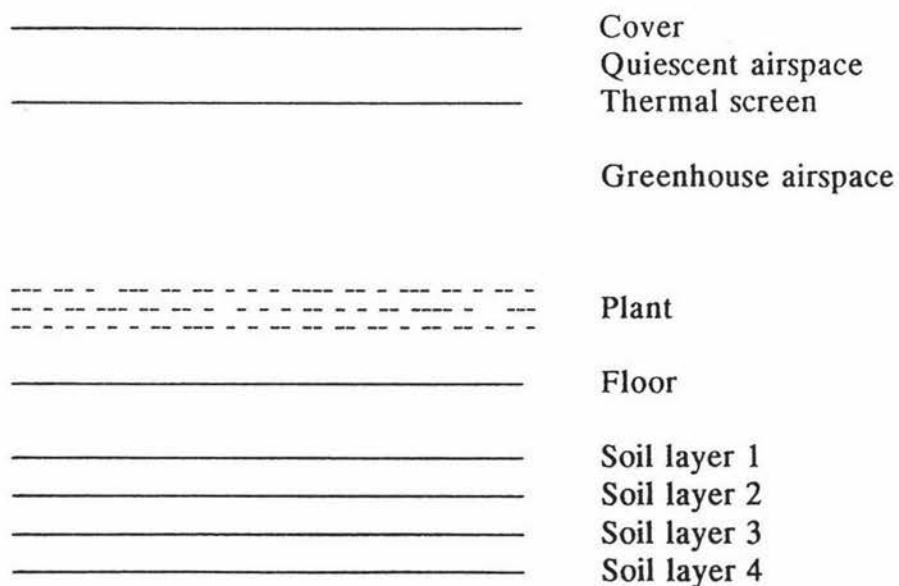 Cover
Quiescent airspace
Thermal screen
Greenhouse airspace
Plant
Floor
Soil layer 1
Soil layer 2
Soil layer 3
Soil layer 4